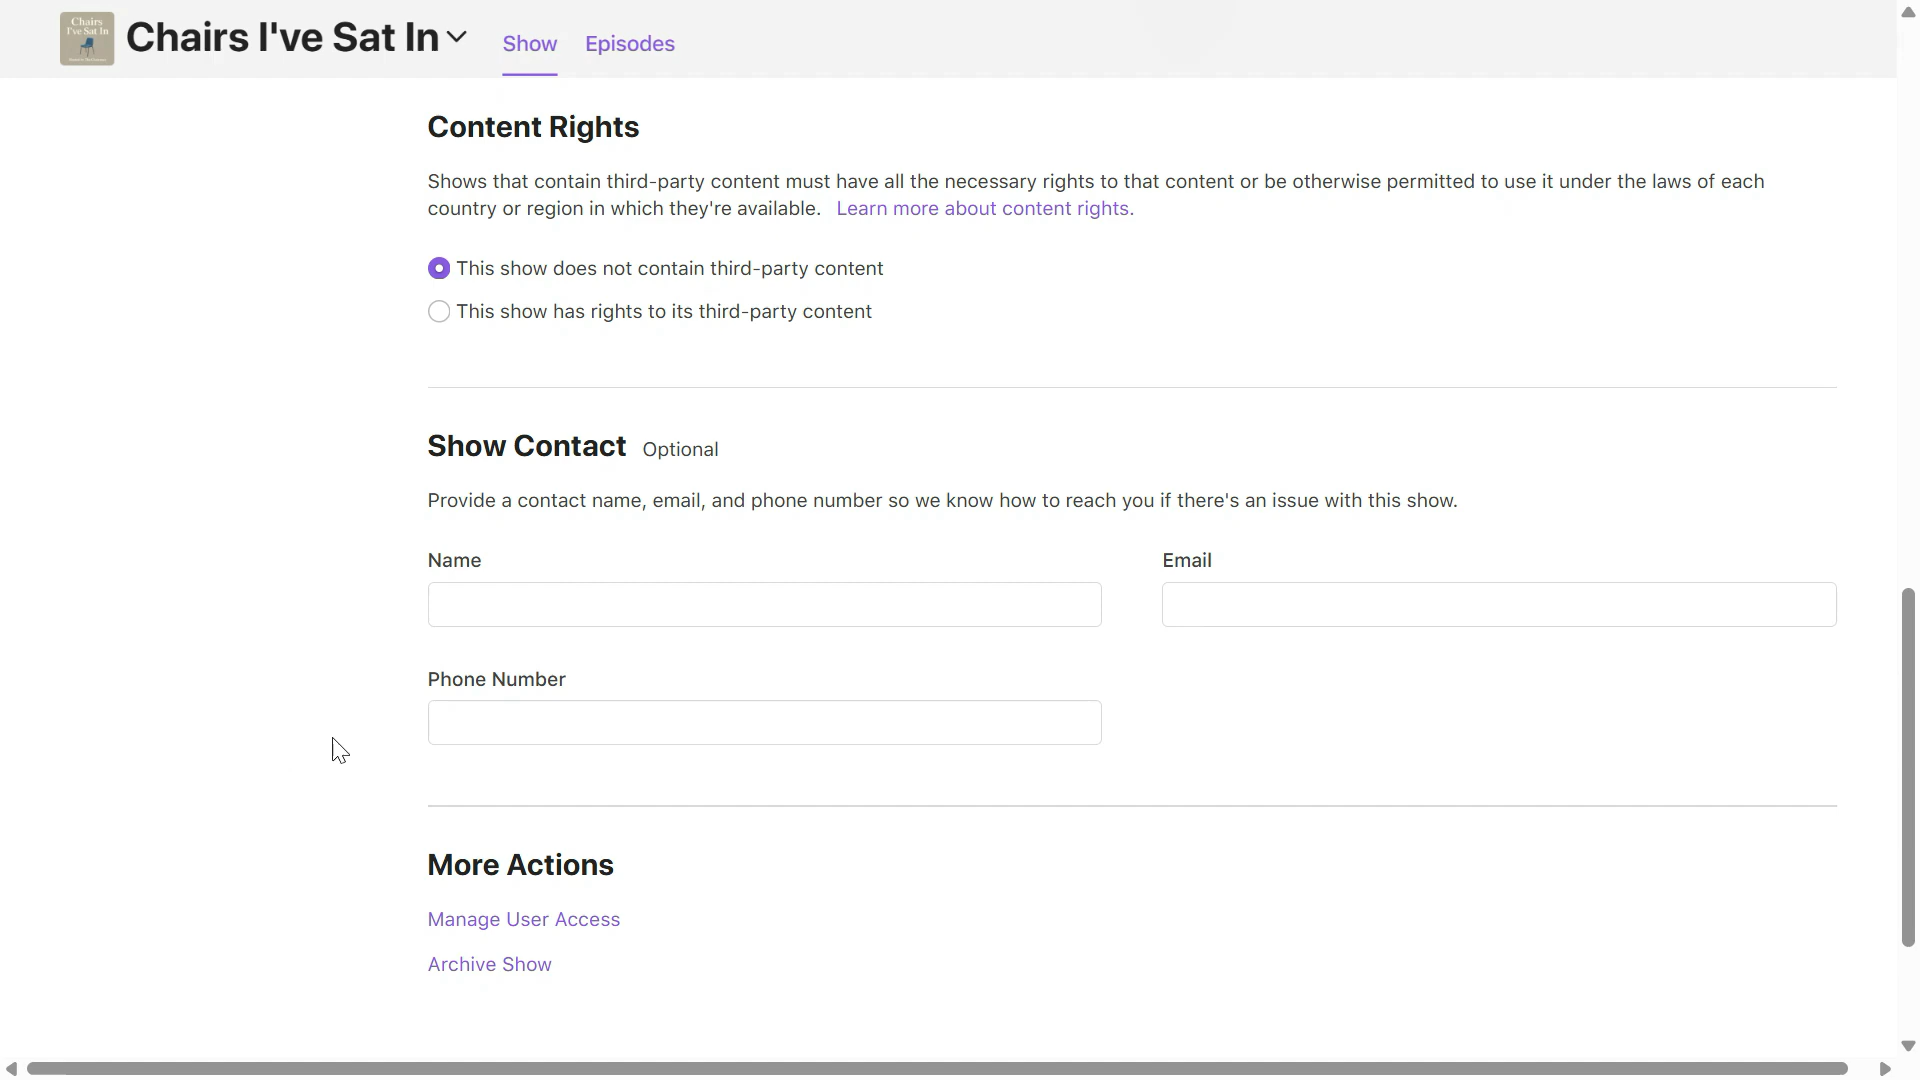 Chairs
I've Sat In
Chairs I've Sat In
Show
Episodes
Content Rights
Shows that contain third-party content must have all the necessary rights to that content or be otherwise permitted to use it under the laws of each
country or region in which they're available. Learn more about content rights.
This show does not contain third-party content
This show has rights to its third-party content
Show Contact Optional
Provide a contact name, email, and phone number so we know how to reach you if there's an issue with this show.
Name
Email
Phone Number
More Actions
Manage User Access
Archive Show